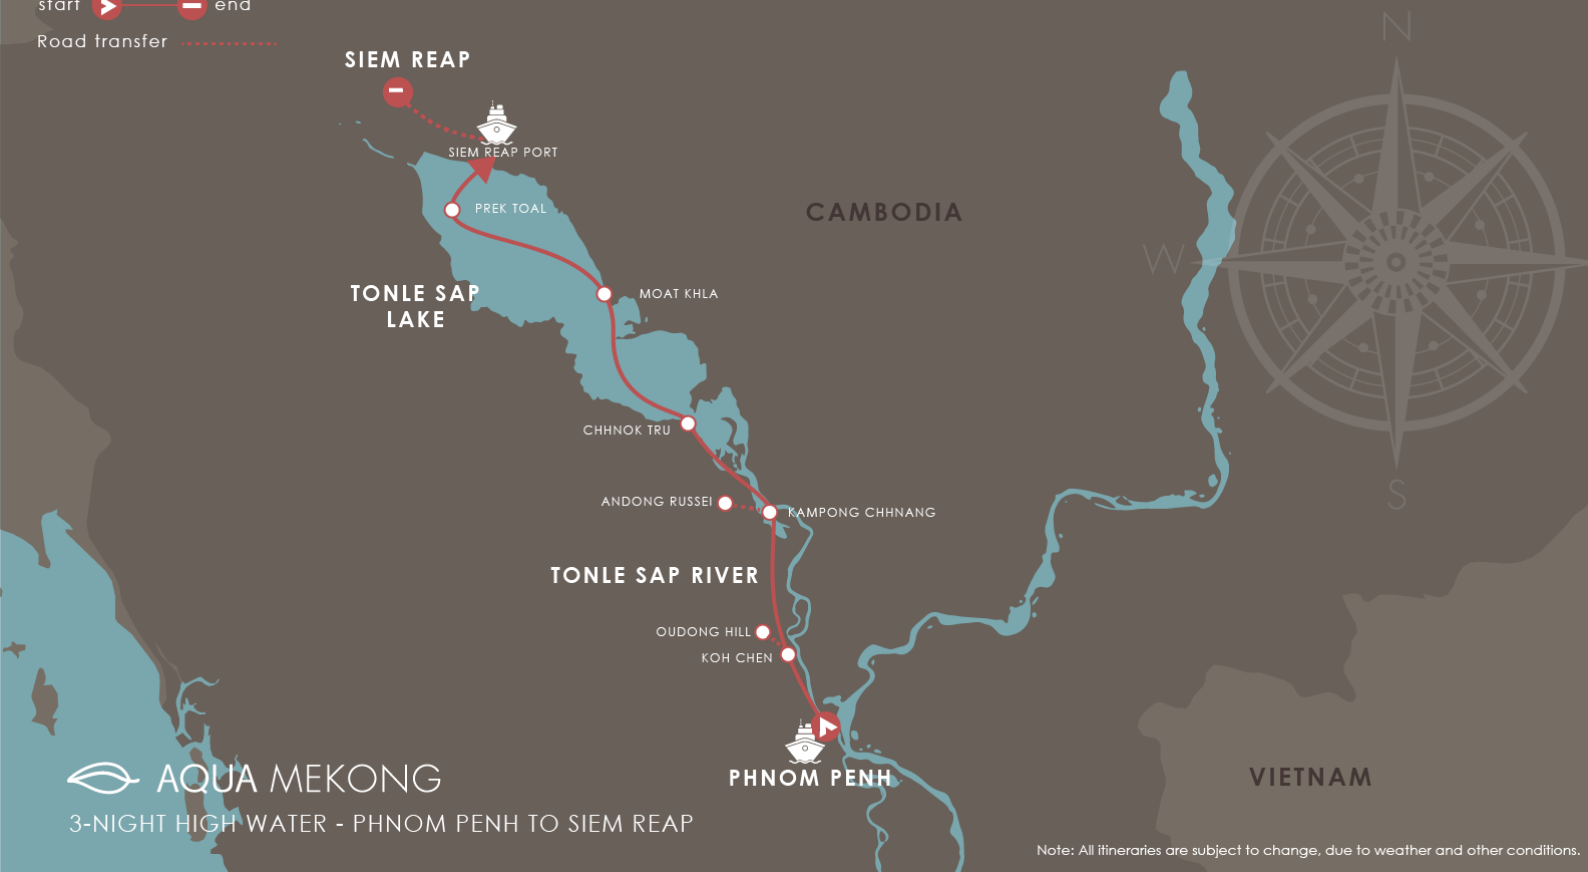 start end
Road transfer
SIEM REAP
SIEM REAP PORT
PREK TOAL
N
W
S
CAMBODIA
TONLE SAP
LAKE
MOAT KHLA
CHHNOK TRU
ANDONG RUSSEI
KAMPONG CHHNANG
TONLE SAP RIVER
OUDONG HILL
KOH CHEN
PHNOM PENH
VIETNAM
AQUA MEKONG
3-NIGHT HIGH WATER - PHNOM PENH TO SIEM REAP
Note: All itineraries are subject to change, due to weather and other conditions.